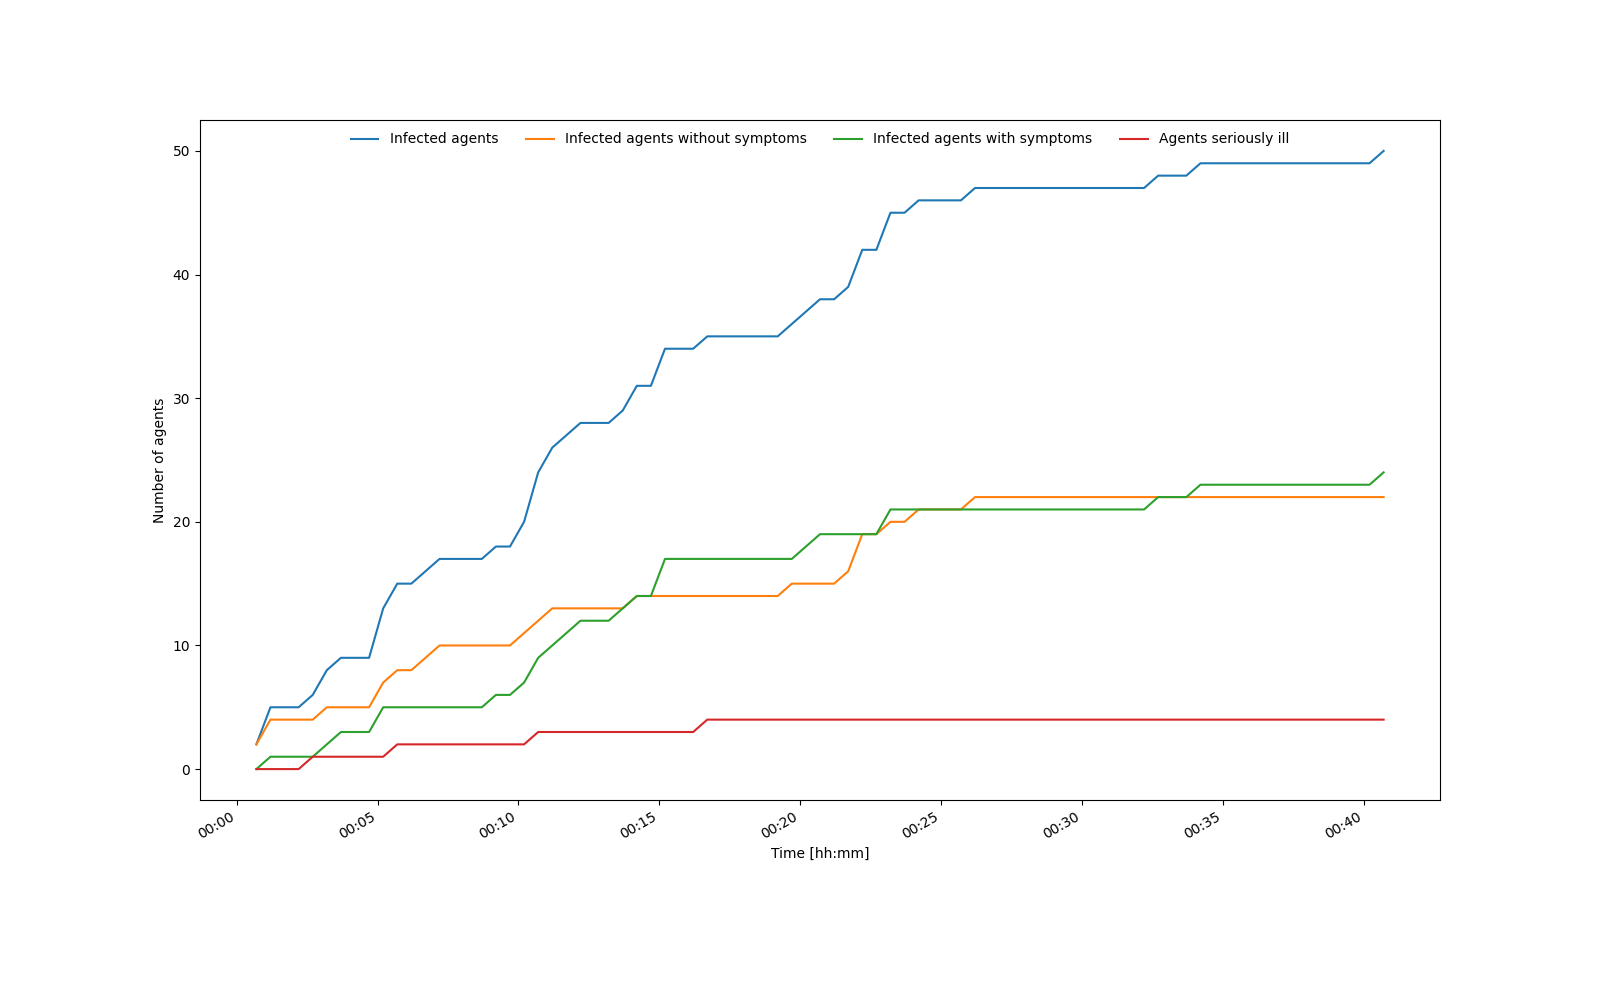 Infected agents Infected agents without symptoms Infected agents with symptoms Agents seriously ill
50
40
30
20
10
0
Number of agents
00:00 00:05 00:10 00:15 00:20 00:25 00:30 00:35 00:40
Time [hh:mm]